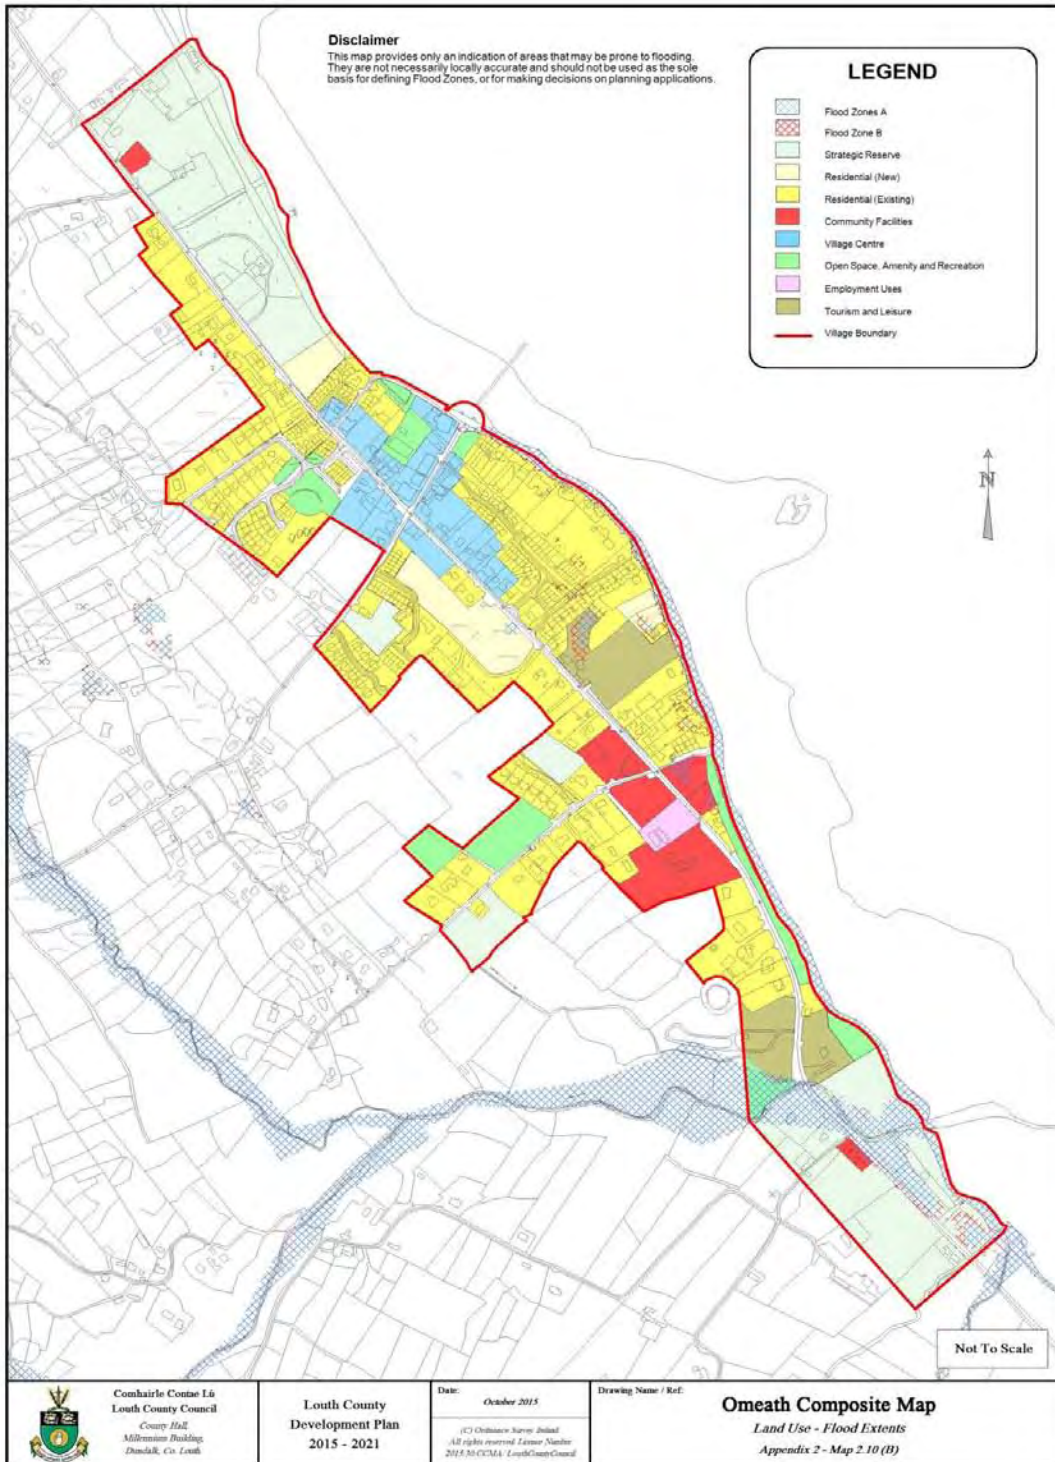 Disclaimer
This map provides only an indication of areas that may be prone to flooding.
They are not necessarily locally accurate and should not be used as the sole
basis for defining Flood Zones, or for making decisions on planning applications.
LEGEND
Flood Zones A
Flood Zone B
Strategic Reserve
Residential (New)
Residential (Existing)
Community Facilities
Village Centre
Open Space, Amenity and Recreation
Employment Uses
Tourism and Leisure
Village Boundary
N
Not To Scale
Comhairle Contae Lú
Louth County Council
County Hall,
Millennium Building,
Dundalk, Co. Louth
Louth County
Development Plan
2015 - 2021
Date:
October 2015
(C) Ordnance Survey Ireland
All rights reserved. Licence Number
2015/30/CCMA/ LouthCountyCouncil
Drawing Name / Ref:
Omeath Composite Map
Land Use - Flood Extents
Appendix 2 - Map 2.10 (B)